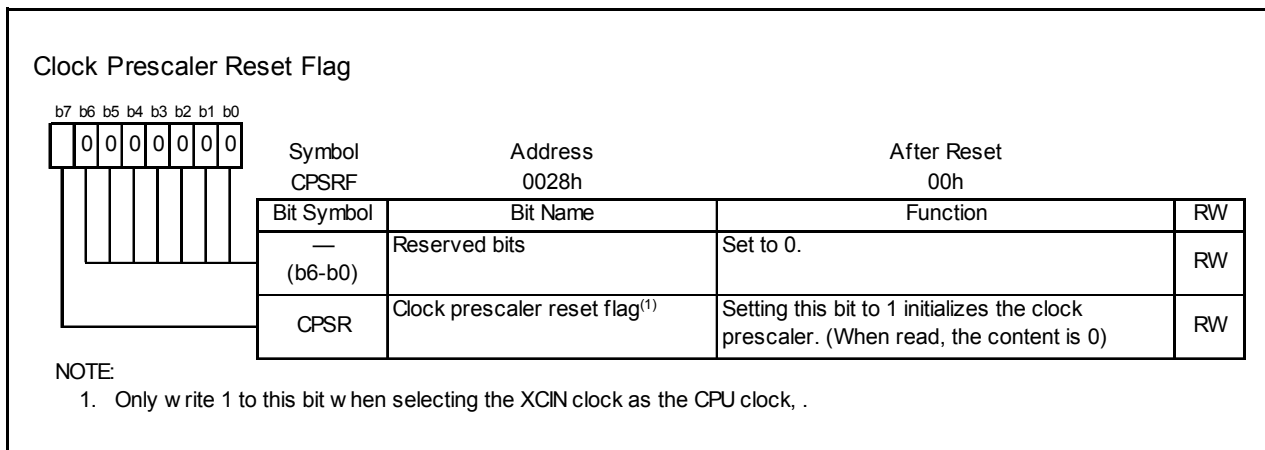 Clock Prescaler Reset Flag
b7 b6 b5 b4 b3 b2 b1 b0
0 0 0 0 0 0 0
Symbol Address After Reset
CPSRF 0028h 00h
Bit Symbol Bit Name Function RW
— (b6-b0) Reserved bits Set to 0. RW
CPSR Clock prescaler reset flag(1) Setting this bit to 1 initializes the clock
prescaler. (When read, the content is 0) RW
NOTE:
1. Only w rite 1 to this bit w hen selecting the XCIN clock as the CPU clock, .